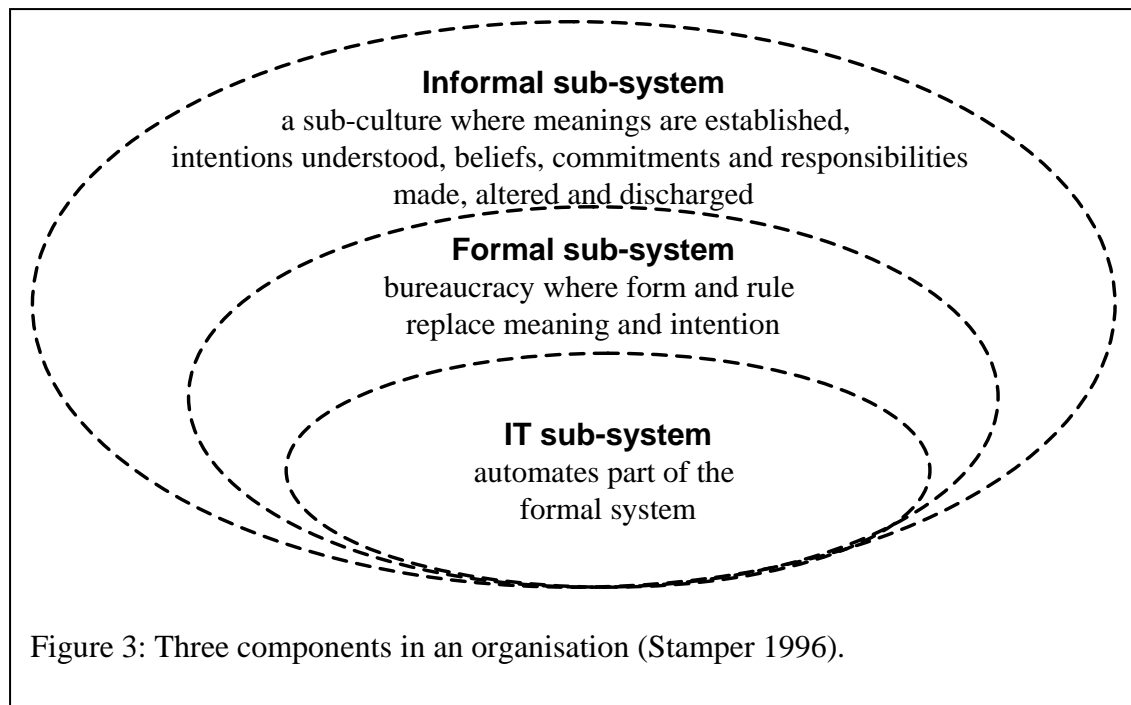 Informal sub-system
a sub-culture where meanings are established,
intentions understood, beliefs, commitments and responsibilities
made, altered and discharged
Formal sub-system
bureaucracy where form and rule
replace meaning and intention
IT sub-system
automates part of the
formal system
Figure 3: Three components in an organisation (Stamper 1996).